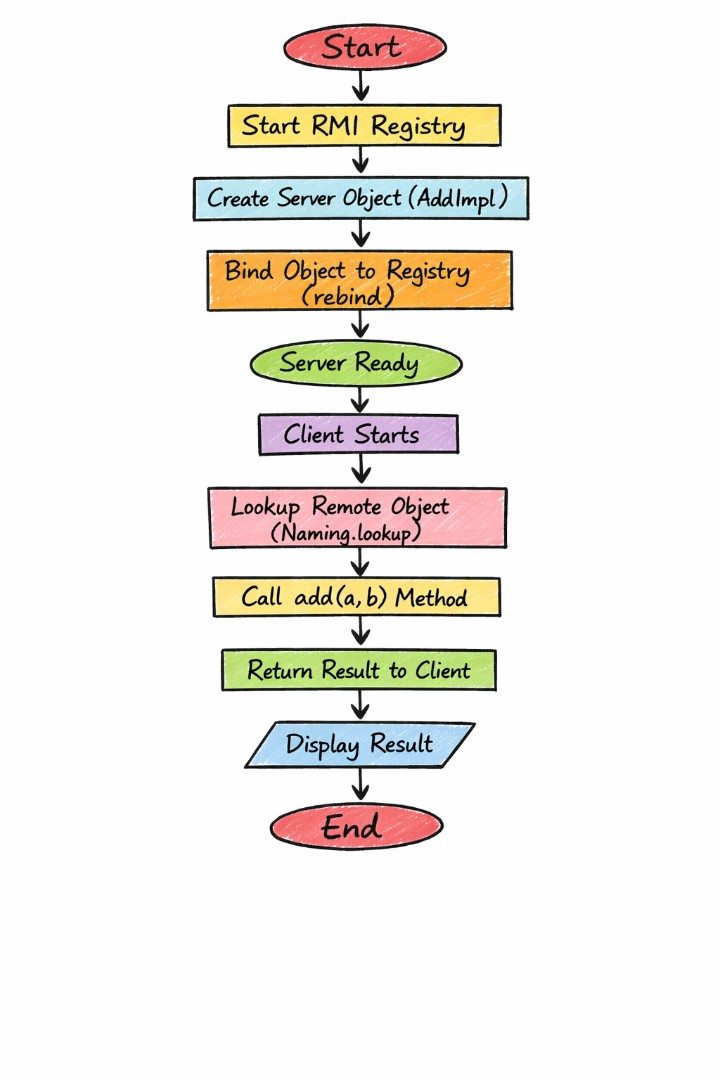 Start
Start RMI Registry
Create Server Object (AddImpl)
Bind Object to Registry
(rebind)
Server Ready
Client Starts
Lookup Remote Object
(Naming.lookup)
Call add(a, b) Method
Return Result to Client
Display Result
End